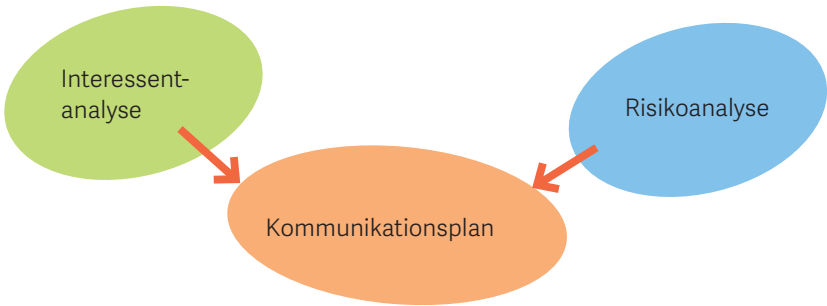 Interessent-
analyse
Risikoanalyse
Kommunikationsplan